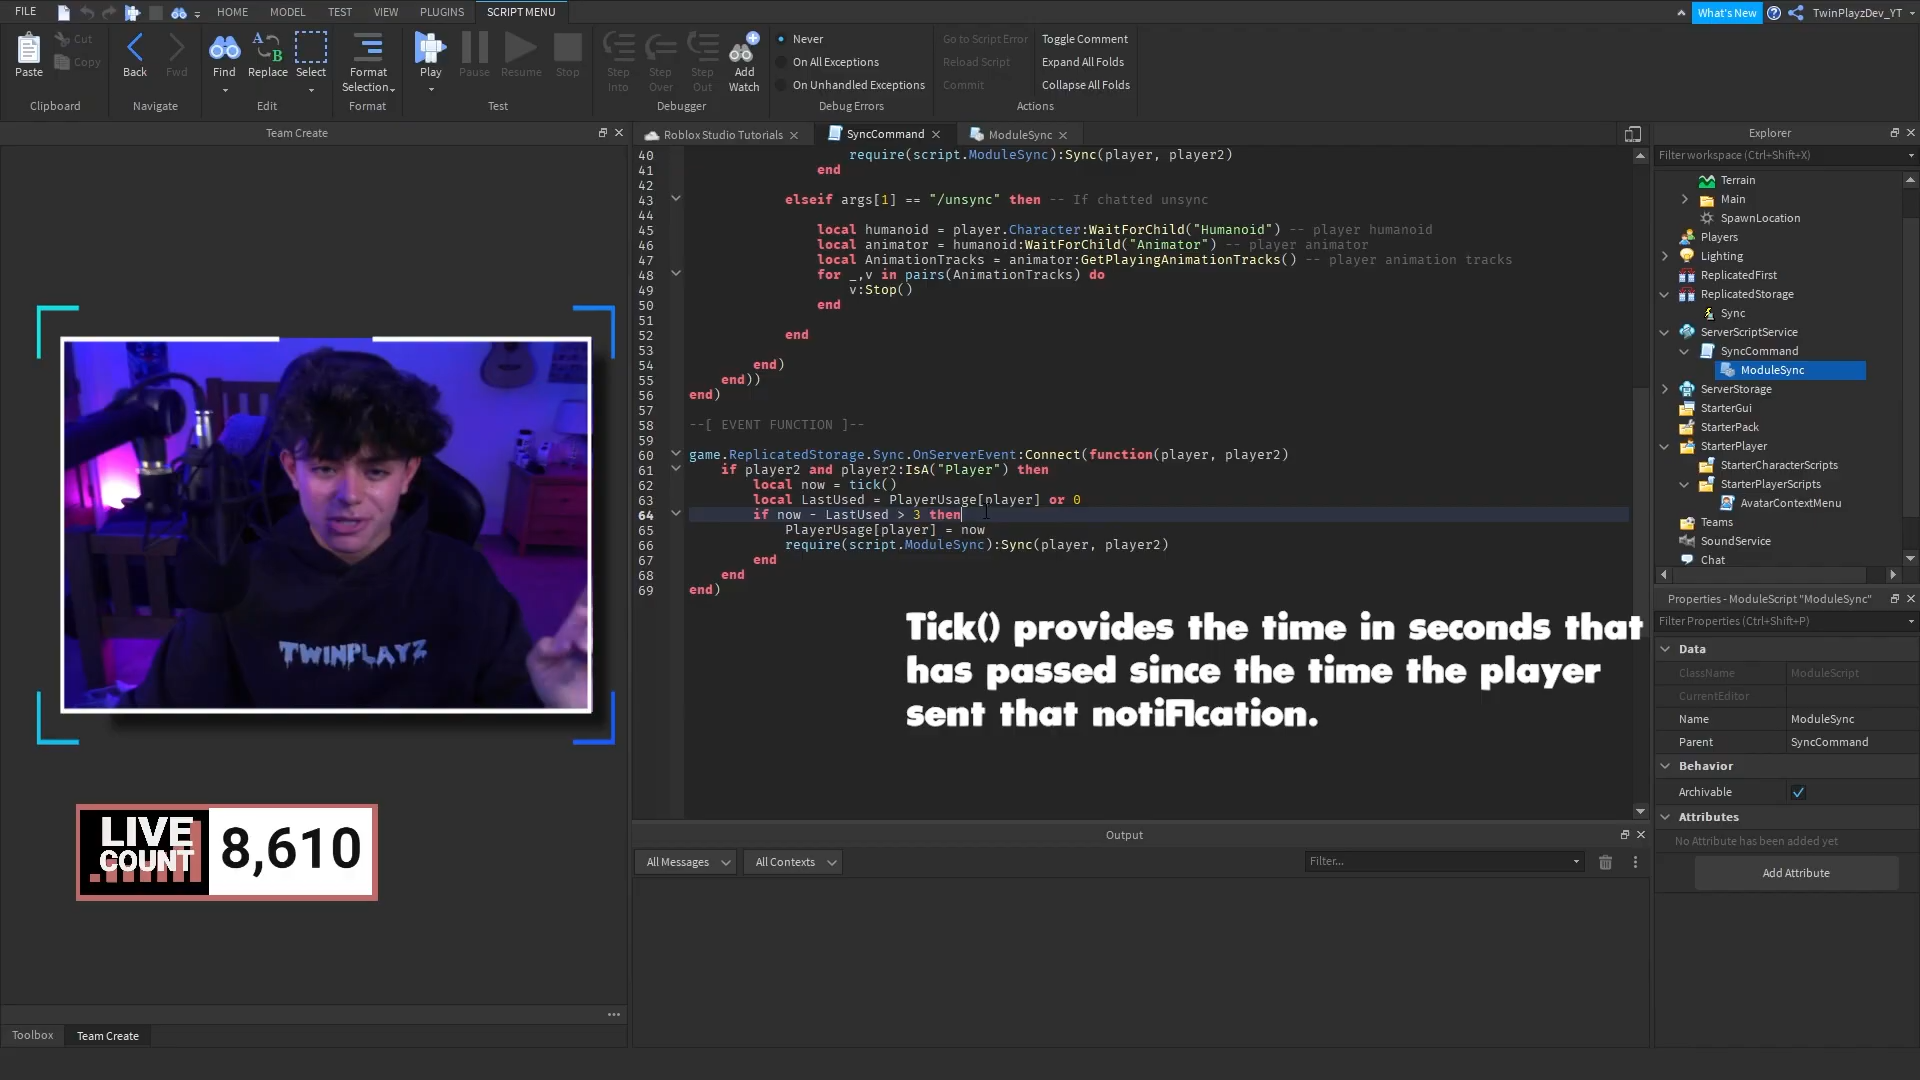 FILE
HOME
MODEL
TEST
VIEW
PLUGINS
SCRIPT MENU
What's New
TwinPlayzDev_YT
Paste
Cut
Copy
Clipboard
Back
Fwd
Navigate
Find
Replace
Select
Edit
Format
Selection
Format
Play
Pause
Resume
Stop
Test
Step
Into
Step
Over
Step
Out
Add
Watch
Debugger
Never
On All Exceptions
On Unhandled Exceptions
Debug Errors
Go to Script Error
Reload Script
Commit
Toggle Comment
Expand All Folds
Collapse All Folds
Actions
Team Create
TWINPLAYZ
LIVE
COUNT
8,610
Toolbox
Team Create
Roblox Studio Tutorials
SyncCommand
ModuleSync
40 require(script.ModuleSync):Sync(player, player2)
41 end
42
43 elseif args[1] == "/unsync" then -- If chatted unsync
44
45 local humanoid = player.Character:WaitForChild("Humanoid") -- player humanoid
46 local animator = humanoid:WaitForChild("Animator") -- player animator
47 local AnimationTracks = animator:GetPlayingAnimationTracks() -- player animation tracks
48 for _,v in pairs(AnimationTracks) do
49 v:Stop()
50 end
51
52 end
53
54 end)
55 end))
56 end)
57
58 --[ EVENT FUNCTION ]--
59
60 game.ReplicatedStorage.Sync.OnServerEvent:Connect(function(player, player2)
61 if player2 and player2:IsA("Player") then
62 local now = tick()
63 local LastUsed = PlayerUsage[player] or 0
64 if now - LastUsed > 3 then
65 PlayerUsage[player] = now
66 require(script.ModuleSync):Sync(player, player2)
67 end
68 end
69 end)
Tick() provides the time in seconds that
has passed since the time the player
sent that notification.
Output
All Messages
All Contexts
Filter...
Explorer
Filter workspace (Ctrl+Shift+X)
Terrain
Main
SpawnLocation
Players
Lighting
ReplicatedFirst
ReplicatedStorage
Sync
ServerScriptService
SyncCommand
ModuleSync
ServerStorage
StarterGui
StarterPack
StarterPlayer
StarterCharacterScripts
StarterPlayerScripts
AvatarContextMenu
Teams
SoundService
Chat
Properties - ModuleScript "ModuleSync"
Filter Properties (Ctrl+Shift+P)
Data
ClassName ModuleScript
CurrentEditor
Name ModuleSync
Parent SyncCommand
Behavior
Archivable
Attributes
No Attribute has been added yet
Add Attribute